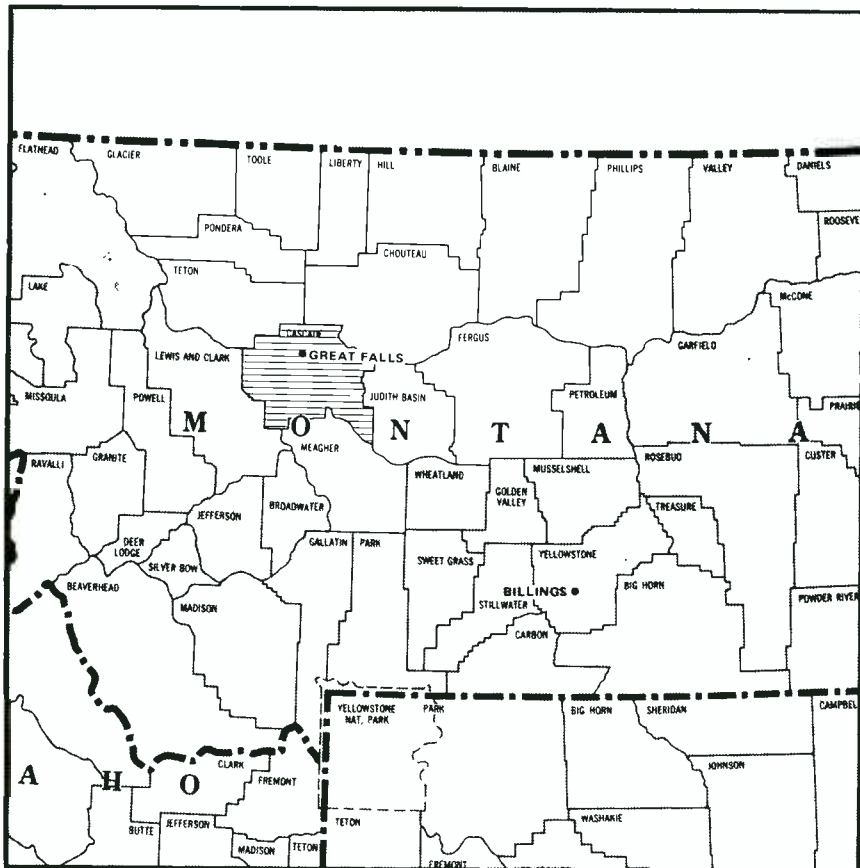 FLATHEAD
GLACIER
TOOLE
LIBERTY
HILL
BLAINE
PHILLIPS
VALLEY
DANIELS
ROOSEVE
PONDERA
CHOUTEAU
TETON
LAKE
McCONE
CASCADE
FERGUS
GARFIELD
LEWIS AND CLARK
GREAT FALLS
MISSOULA
POWELL
JUDITH BASIN
PETROLEUM
PRAIRIE
M O N T A N A
MEAGHER
RAVALLI
GRANITE
WHEATLAND
MUSSELSHELL
ROSEBUD
CUSTER
GOLDEN
VALLEY
BROADWATER
JEFFERSON
TREASURE
DEER
LODGE
GALLATIN
PARK
SWEET GRASS
YELLOWSTONE
SILVER BOW
BEAVERHEAD
BIG HORN
BILLINGS
STILLWATER
POWDER RIVER
MADISON
CARBON
YELLOWSTONE
NAT. PARK
PARK
BIG HORN
SHERIDAN
CAMPBEL
CLARK
JOHNSON
A H O
FREMONT
BUTTE
JEFFERSON
TETON
WASHAKIE
MADISON
TETON
FREMONT